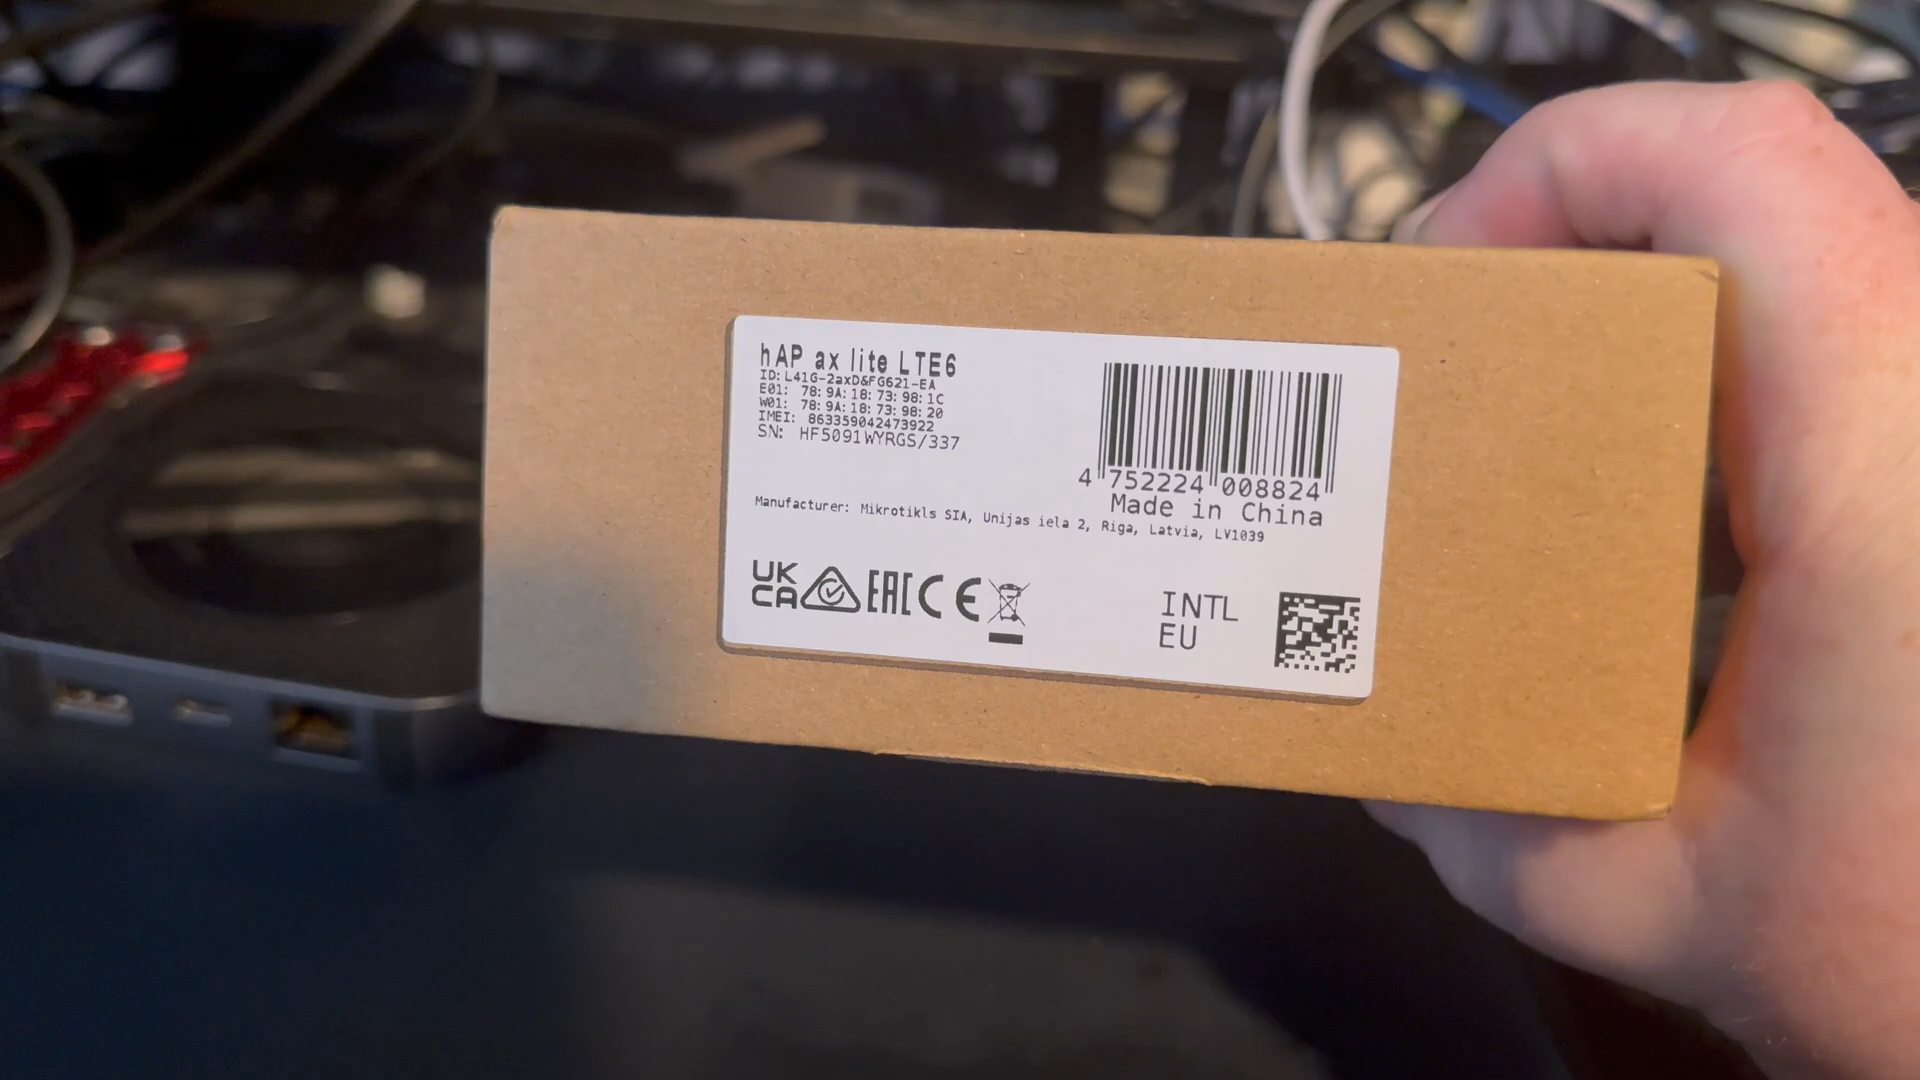 hAP ax lite LTE6
ID: L41G-2axD&FG621-EA
E01: 78:9A:18:73:98:1C
W01: 78:9A:18:73:98:20
IMEI: 863359042473922
SN: HF5091WYRGS/337
4 752224 008824
Made in China
Manufacturer: Mikrotikls SIA, Unijas iela 2, Riga, Latvia, LV1039
UK
CA
EAC CE
INTL
EU